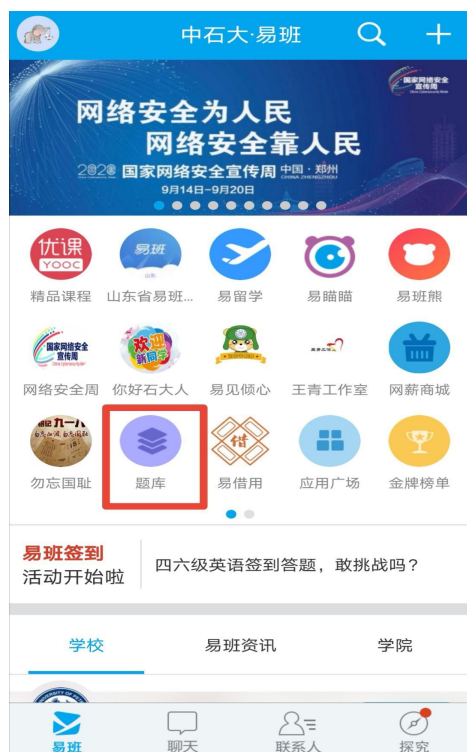 中石大·易班
国家网络安全
宣传周
网络安全为人民
网络安全靠人民
2020 国家网络安全宣传周 中国·郑州
9月14日-9月20日
优课
YOOC
易班
山东
精品课程 山东省易班... 易留学 易瞄瞄 易班熊
国家网络安全
宣传周
欢迎
新同学
网络安全周 你好石大人 易见倾心 王青工作室 网薪商城
借
勿忘国耻 题库 易借用 应用广场 金牌榜单
易班签到
活动开始啦
四六级英语签到答题，敢挑战吗？
学校 易班资讯 学院
易班 聊天 联系人 探究